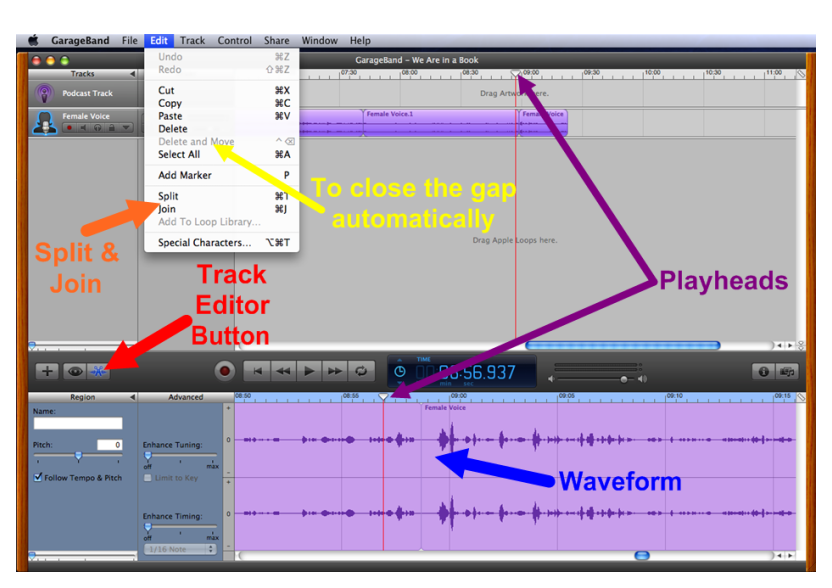 GarageBand File Edit Track Control Share Window Help
GarageBand – We Are in a Book
Undo ⌘Z
Redo ⇧⌘Z
Cut ⌘X
Copy ⌘C
Paste ⌘V
Delete
Delete and Move ^⌫
Select All ⌘A
Add Marker P
Split ⌘T
Join ⌘J
Add To Loop Library...
Special Characters... ⌥⌘T
Tracks
07:30 08:00 08:30 09:00 09:30 10:00 10:30 11:00
Podcast Track
Drag Artwork here.
Female Voice
Female Voice.1 Female Voice
To close the gap
automatically
Split &
Join
Drag Apple Loops here.
Track
Editor
Button
Playheads
TIME
00:08:56.937
min sec
Region Advanced
08:50 08:55 09:00 09:05 09:10 09:15
Name:
Female Voice
Pitch: 0
Enhance Tuning:
off max
Follow Tempo & Pitch
Limit to Key
Waveform
Enhance Timing:
off max
1/16 Note